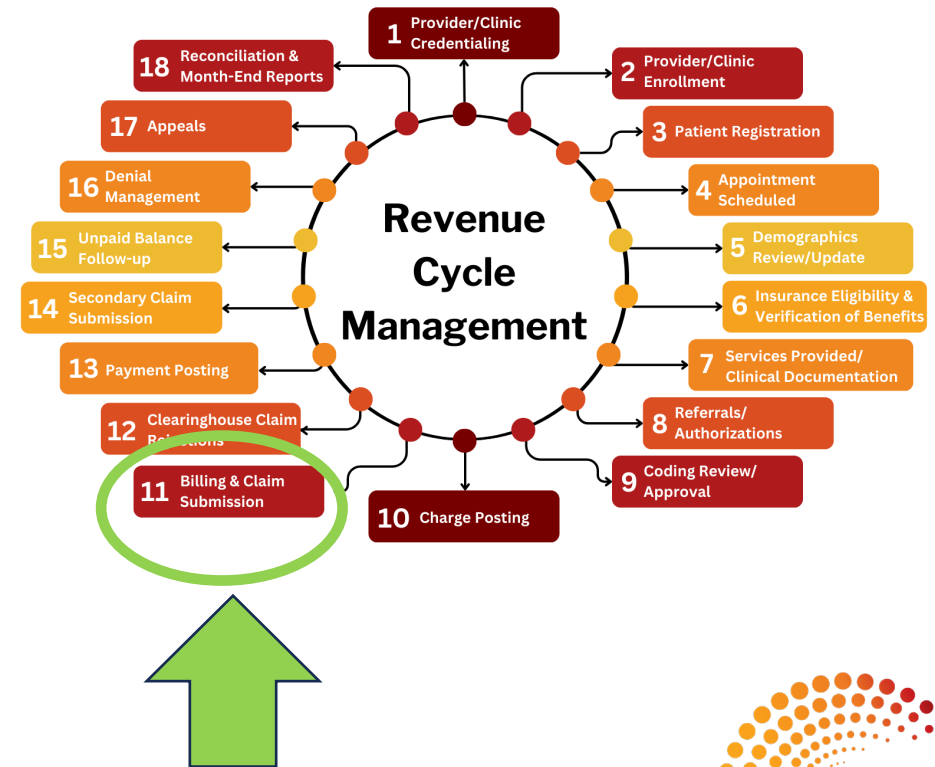 1 Provider/Clinic
Credentialing
2 Provider/Clinic
Enrollment
3 Patient Registration
4 Appointment
Scheduled
5 Demographics
Review/Update
6 Insurance Eligibility &
Verification of Benefits
7 Services Provided/
Clinical Documentation
8 Referrals/
Authorizations
9 Coding Review/
Approval
10 Charge Posting
11 Billing & Claim
Submission
12 Clearinghouse Claim
Rejections
13 Payment Posting
14 Secondary Claim
Submission
15 Unpaid Balance
Follow-up
16 Denial
Management
17 Appeals
18 Reconciliation &
Month-End Reports
Revenue
Cycle
Management